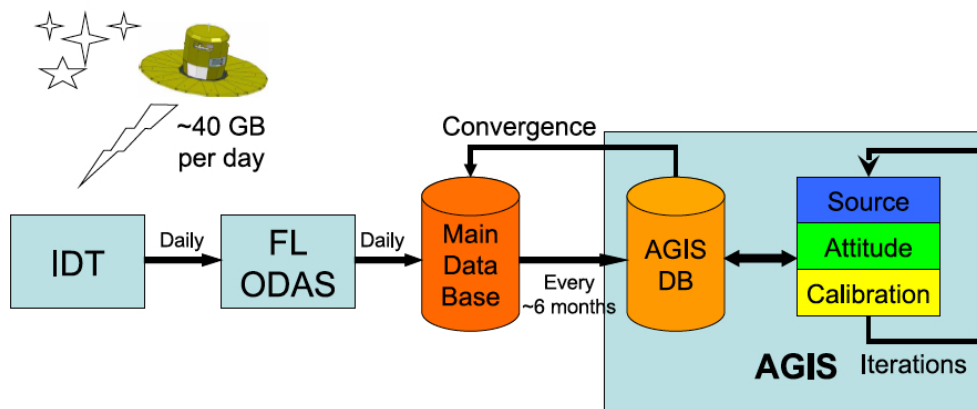 ~40 GB
per day
Convergence
IDT
Daily
FL
ODAS
Daily
Main
Data
Base
Every
~6 months
AGIS
DB
Source
Attitude
Calibration
AGIS
Iterations